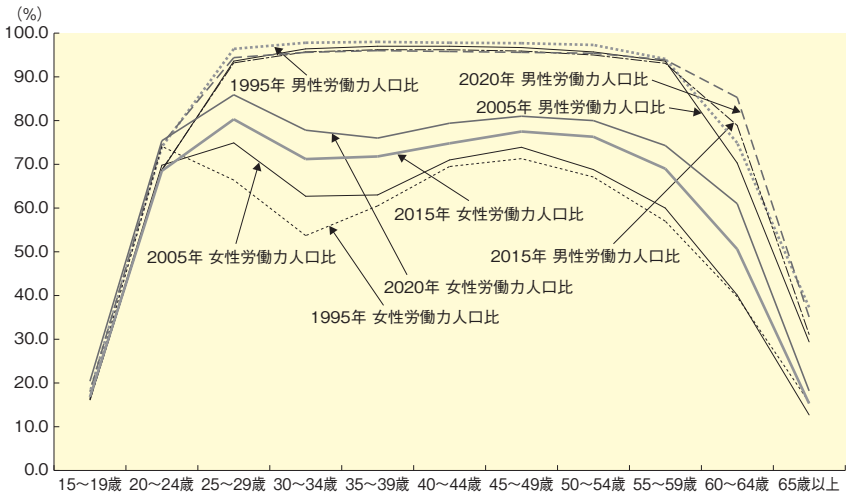 (%)
100.0
90.0
80.0
70.0
60.0
50.0
40.0
30.0
20.0
10.0
0.0
1995年 男性労働力人口比
2020年 男性労働力人口比
2005年 男性労働力人口比
2015年 女性労働力人口比
2005年 女性労働力人口比
2015年 男性労働力人口比
2020年 女性労働力人口比
1995年 女性労働力人口比
15～19歳 20～24歳 25～29歳 30～34歳 35～39歳 40～44歳 45～49歳 50～54歳 55～59歳 60～64歳 65歳以上